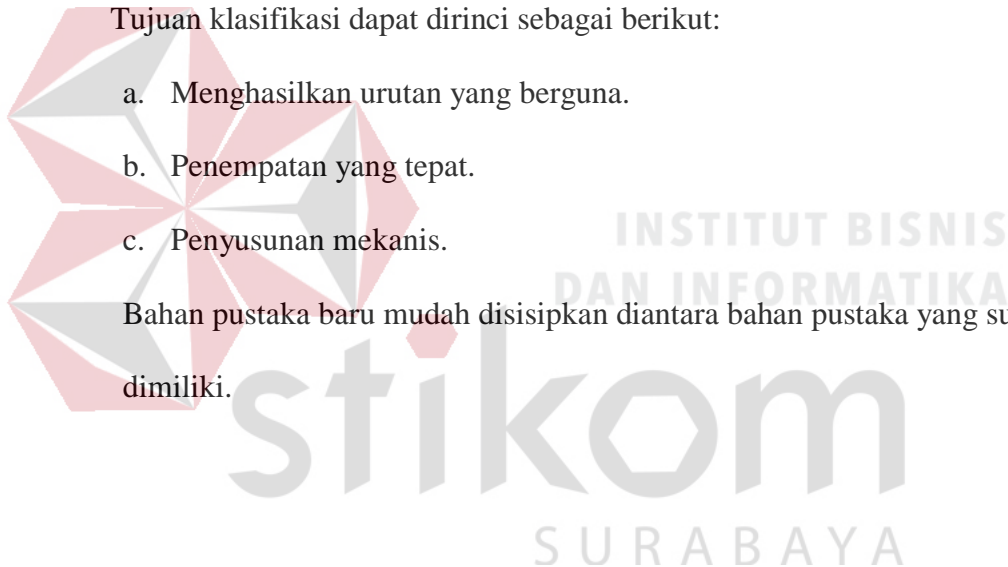 Tujuan klasifikasi dapat dirinci sebagai berikut:
a. Menghasilkan urutan yang berguna.
b. Penempatan yang tepat.
c. Penyusunan mekanis.
INSTITUT BISNIS
DAN INFORMATIKA
Bahan pustaka baru mudah disisipkan diantara bahan pustaka yang
dimiliki.
stikom
SURABAYA